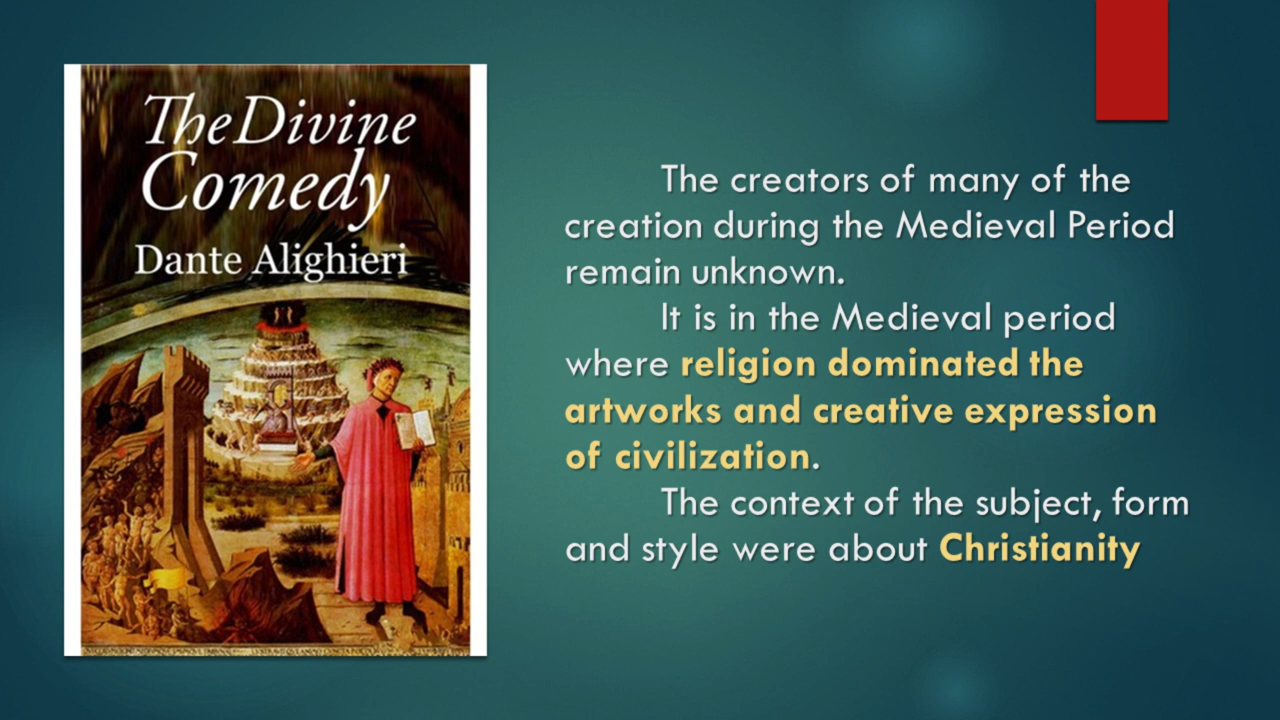 The Divine
Comedy
Dante Alighieri
The creators of many of the
creation during the Medieval Period
remain unknown.
It is in the Medieval period
where religion dominated the
artworks and creative expression
of civilization.
The context of the subject, form
and style were about Christianity